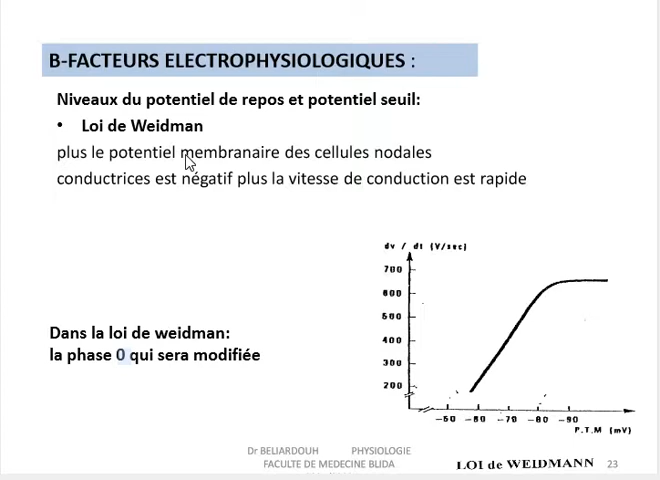 B-FACTEURS ELECTROPHYSIOLOGIQUES :
Niveaux du potentiel de repos et potentiel seuil:
• Loi de Weidman
plus le potentiel membranaire des cellules nodales
conductrices est négatif plus la vitesse de conduction est rapide
Dans la loi de weidman:
la phase 0 qui sera modifiée
dv / dt (V/sec)
700
600
500
400
300
200
-50 -60 -70 -80 -90
P.T.M (mV)
Dr BELIARDOUH PHYSIOLOGIE
FACULTE DE MEDECINE BLIDA
LOI de WEIDMANN 23